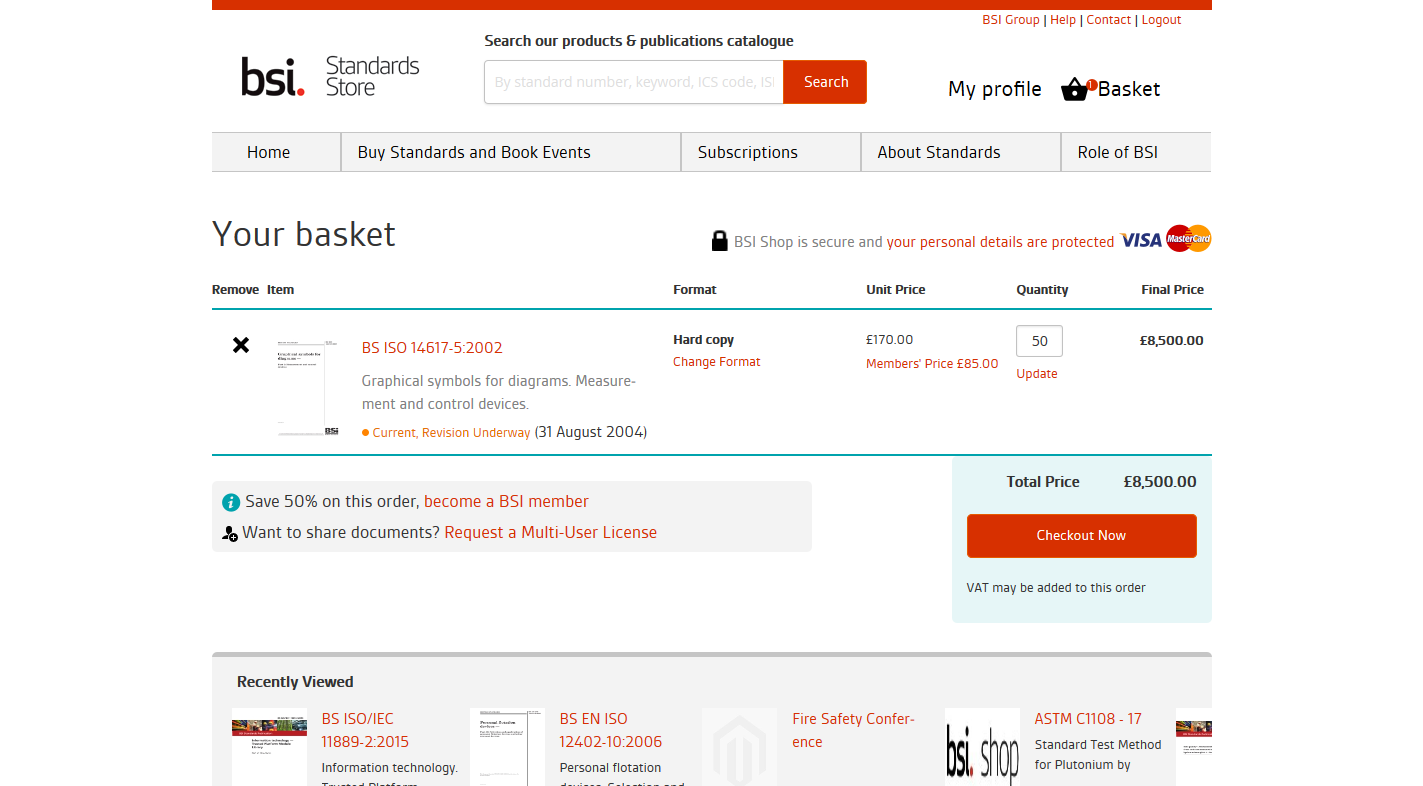 BSI Group | Help | Contact | Logout
Search our products & publications catalogue
bsi. Standards
Store
By standard number, keyword, ICS code, ISI
Search
My profile
1
Basket
Home
Buy Standards and Book Events
Subscriptions
About Standards
Role of BSI
Your basket
BSI Shop is secure and your personal details are protected
VISA
MasterCard
Remove Item Format Unit Price Quantity Final Price
BS ISO 14617-5:2002
Graphical symbols for diagrams. Measure-
ment and control devices.
Current, Revision Underway (31 August 2004)
Hard copy
Change Format
£170.00
Members' Price £85.00
50
Update
£8,500.00
BSi
Save 50% on this order, become a BSI member
Want to share documents? Request a Multi-User License
Total Price £8,500.00
Checkout Now
VAT may be added to this order
Recently Viewed
BS ISO/IEC
11889-2:2015
Information technology.
Trusted Platform
BS EN ISO
12402-10:2006
Personal flotation
devices. Selection and
Fire Safety Confer-
ence
bsi. shop
ASTM C1108 - 17
Standard Test Method
for Plutonium by